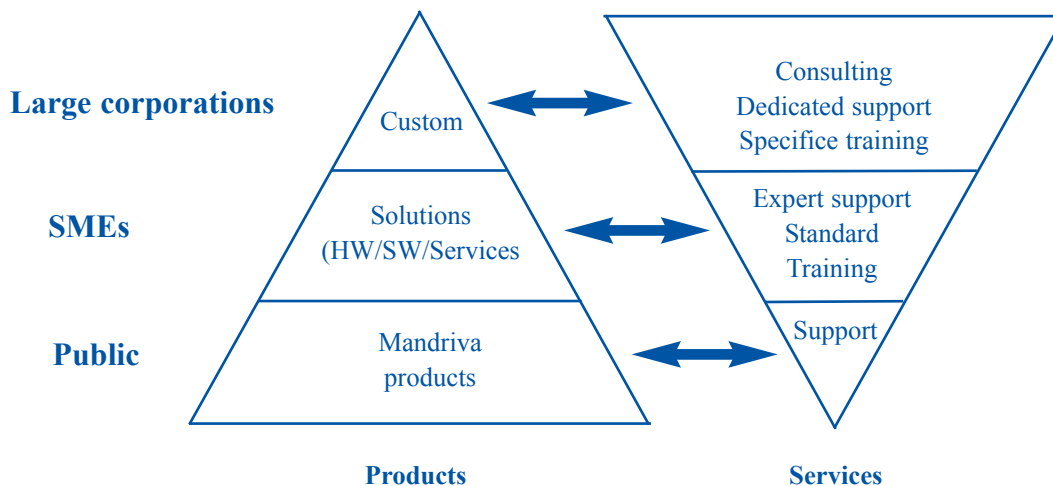 Large corporations
Custom
Consulting
Dedicated support
Specifice training
SMEs
Solutions
(HW/SW/Services
Expert support
Standard
Training
Public
Mandriva
products
Support
Products
Services